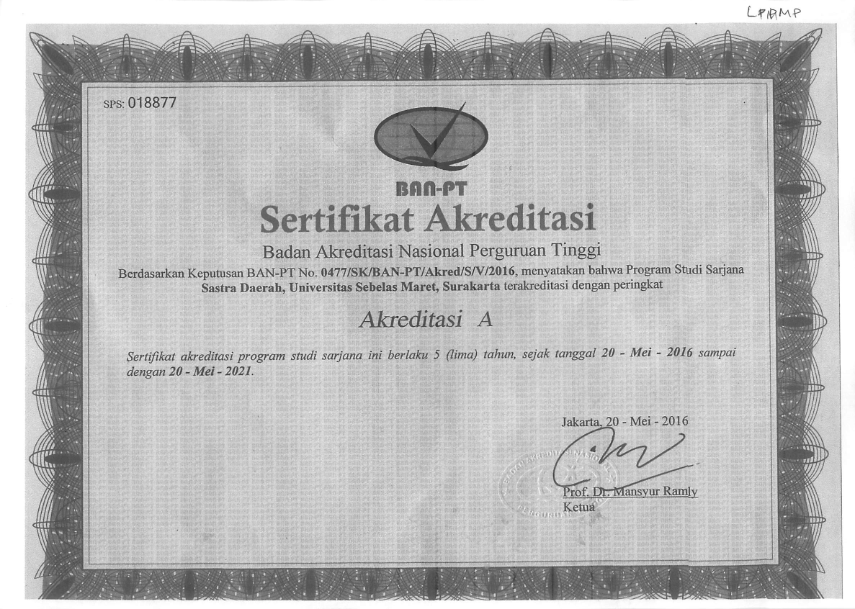 LPPMP
SPS: 018877
BAN-PT
Sertifikat Akreditasi
Badan Akreditasi Nasional Perguruan Tinggi
Berdasarkan Keputusan BAN-PT No. 0477/SK/BAN-PT/Akred/S/V/2016, menyatakan bahwa Program Studi Sarjana
Sastra Daerah, Universitas Sebelas Maret, Surakarta terakreditasi dengan peringkat
Akreditasi A
Sertifikat akreditasi program studi sarjana ini berlaku 5 (lima) tahun, sejak tanggal 20 - Mei - 2016 sampai
dengan 20 - Mei - 2021.
Jakarta, 20 - Mei - 2016
Prof. Dr. Mansyur Ramly
Ketua